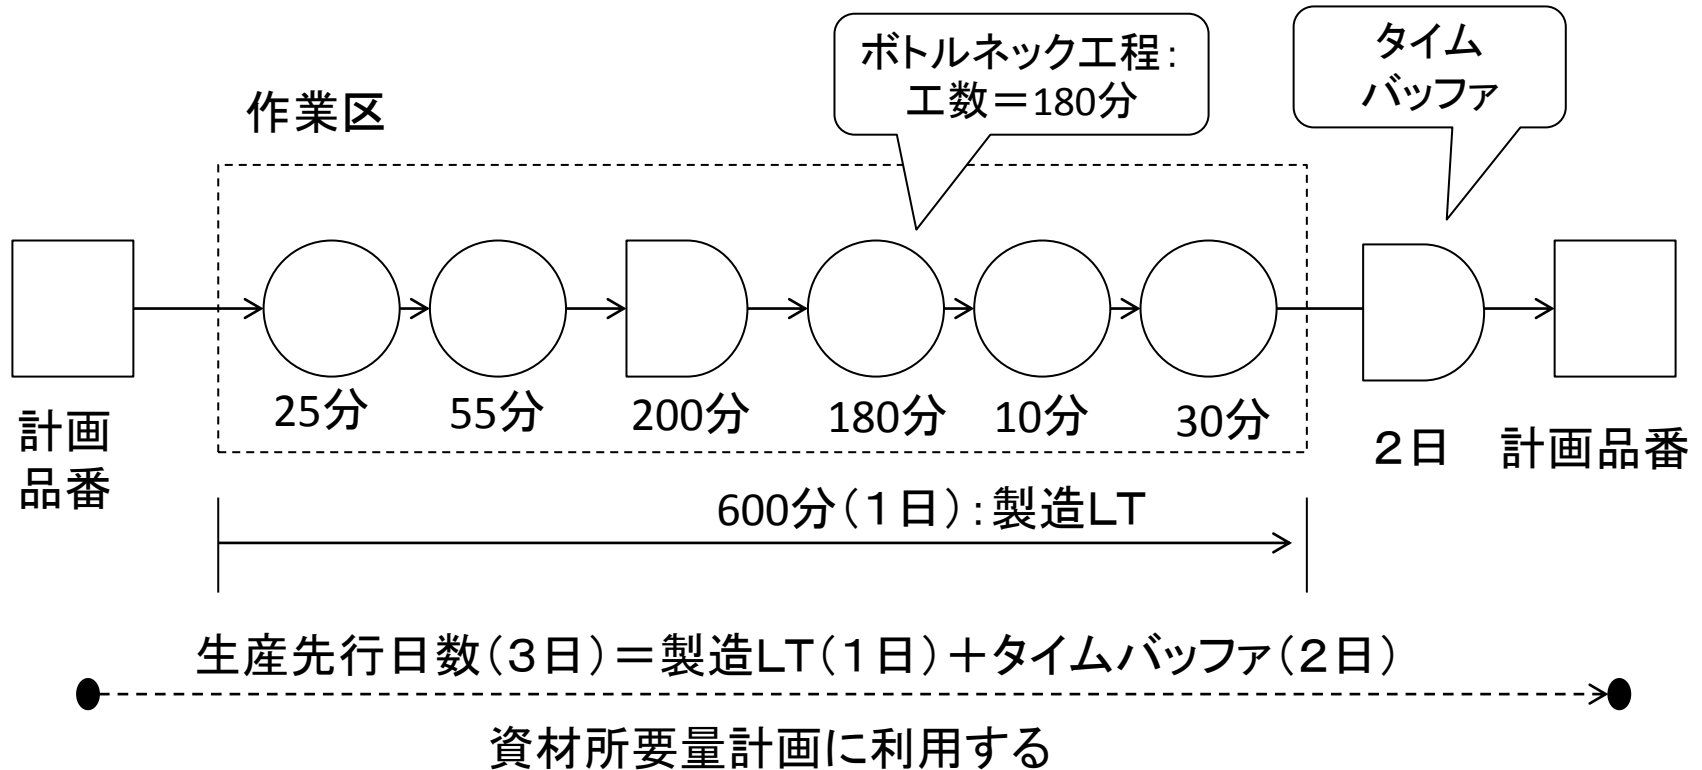 ボトルネック工程：
工数＝180分
タイム
バッファ
作業区
25分
55分
200分
180分
10分
30分
計画
品番
２日
計画品番
600分（１日）：製造ＬＴ
生産先行日数（３日）＝製造ＬＴ（１日）＋タイムバッファ（２日）
資材所要量計画に利用する